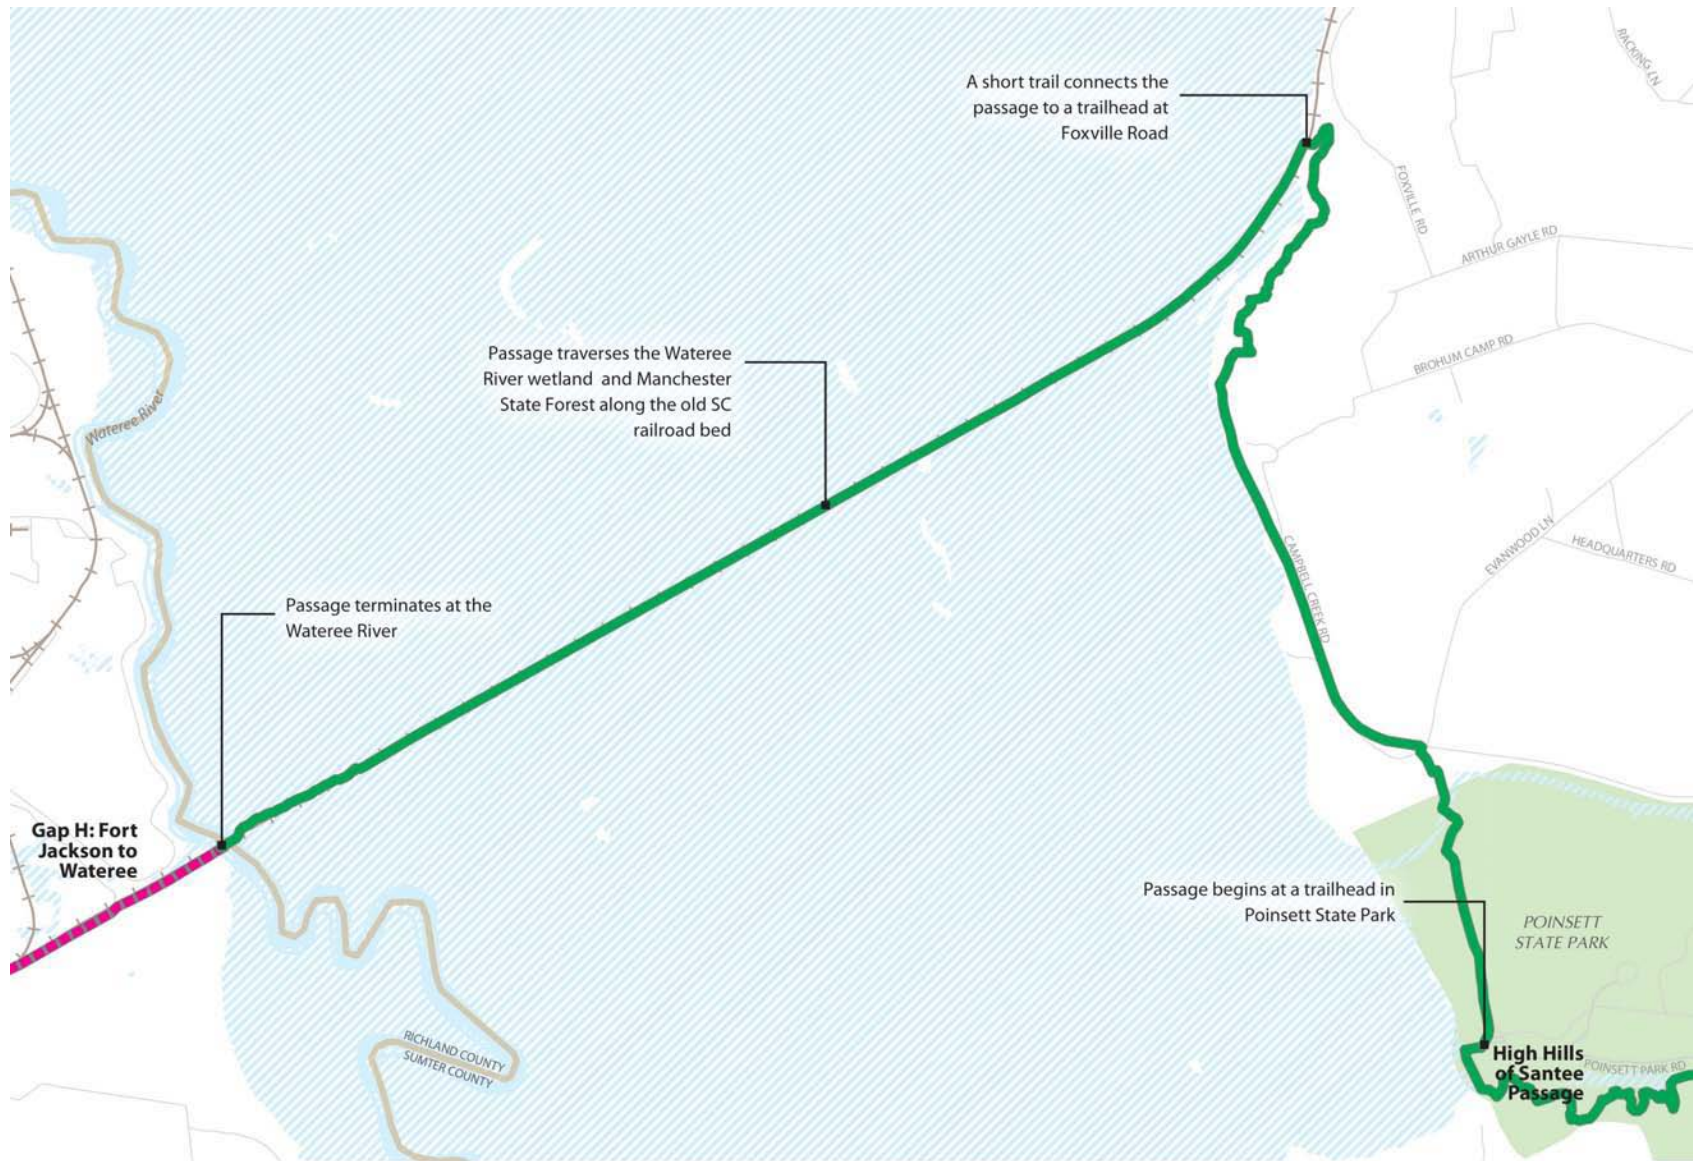 RACKING LN
A short trail connects the
passage to a trailhead at
Foxville Road
FOXVILLE RD
ARTHUR GAYLE RD
BROHUM CAMP RD
Passage traverses the Wateree
River wetland and Manchester
State Forest along the old SC
railroad bed
Wateree River
EVANWOOD LN
HEADQUARTERS RD
CAMPBELL CREEK RD
Passage terminates at the
Wateree River
Gap H: Fort
Jackson to
Wateree
Passage begins at a trailhead in
Poinsett State Park
POINSETT
STATE PARK
RICHLAND COUNTY
SUMTER COUNTY
High Hills
of Santee
Passage
POINSETT PARK RD